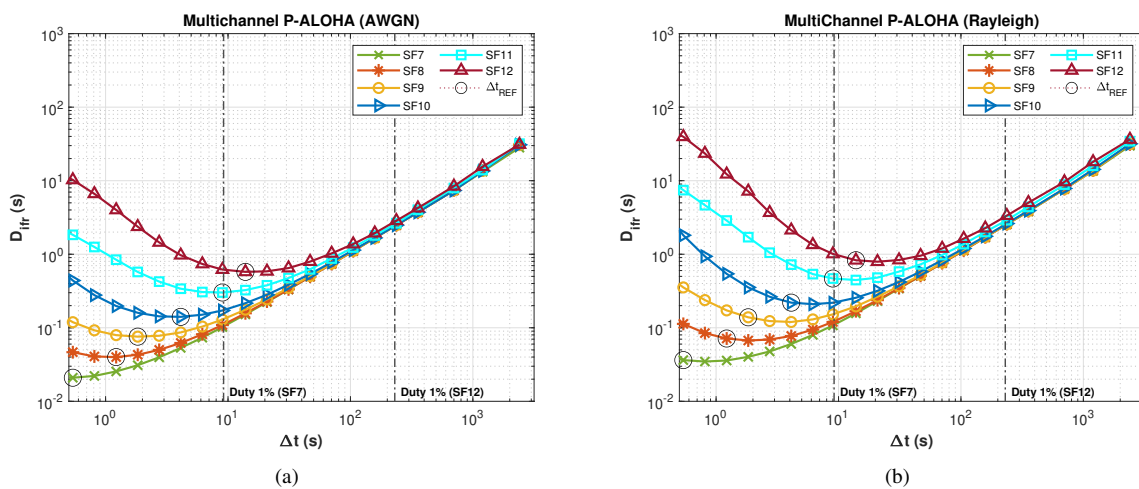 Multichannel P-ALOHA (AWGN)
D_ifr (s)
10^3
10^2
10^1
10^0
10^-1
10^-2
SF7
SF8
SF9
SF10
SF11
SF12
Δt_REF
Duty 1% (SF7)
Duty 1% (SF12)
10^0
10^1
10^2
10^3
Δt (s)
(a)
MultiChannel P-ALOHA (Rayleigh)
D_ifr (s)
10^3
10^2
10^1
10^0
10^-1
10^-2
SF7
SF8
SF9
SF10
SF11
SF12
Δt_REF
Duty 1% (SF7)
Duty 1% (SF12)
10^0
10^1
10^2
10^3
Δt (s)
(b)